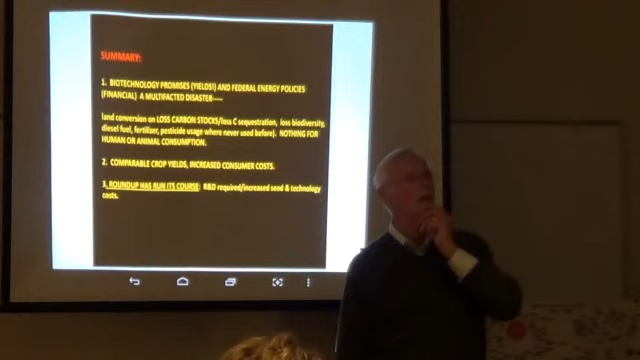 SUMMARY:
1. BIOTECHNOLOGY PROMISES (YIELDS!) AND FEDERAL ENERGY POLICIES
(FINANCIAL) A MULTIFACTED DISASTER----
land conversion on LOSS CARBON STOCKS/loss C sequestration, loss biodiversity,
diesel fuel, fertilizer, pesticide usage where never used before). NOTHING FOR
HUMAN OR ANIMAL CONSUMPTION.
2. COMPARABLE CROP YIELDS, INCREASED CONSUMER COSTS.
3. ROUNDUP HAS RUN ITS COURSE: R&D required/increased seed & technology
costs.